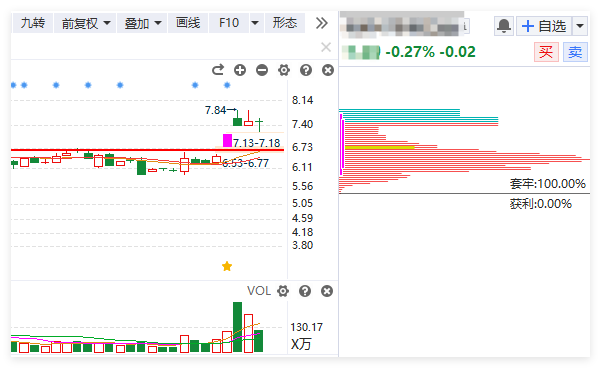 九转 前复权 叠加 画线 F10 形态
自选
-0.27% -0.02
买 卖
8.14
7.84
7.40
7.13-7.18
6.73
6.53-6.77
6.11
5.56
5.05
4.59
4.18
3.80
套牢:100.00%
获利:0.00%
VOL
130.17
X万